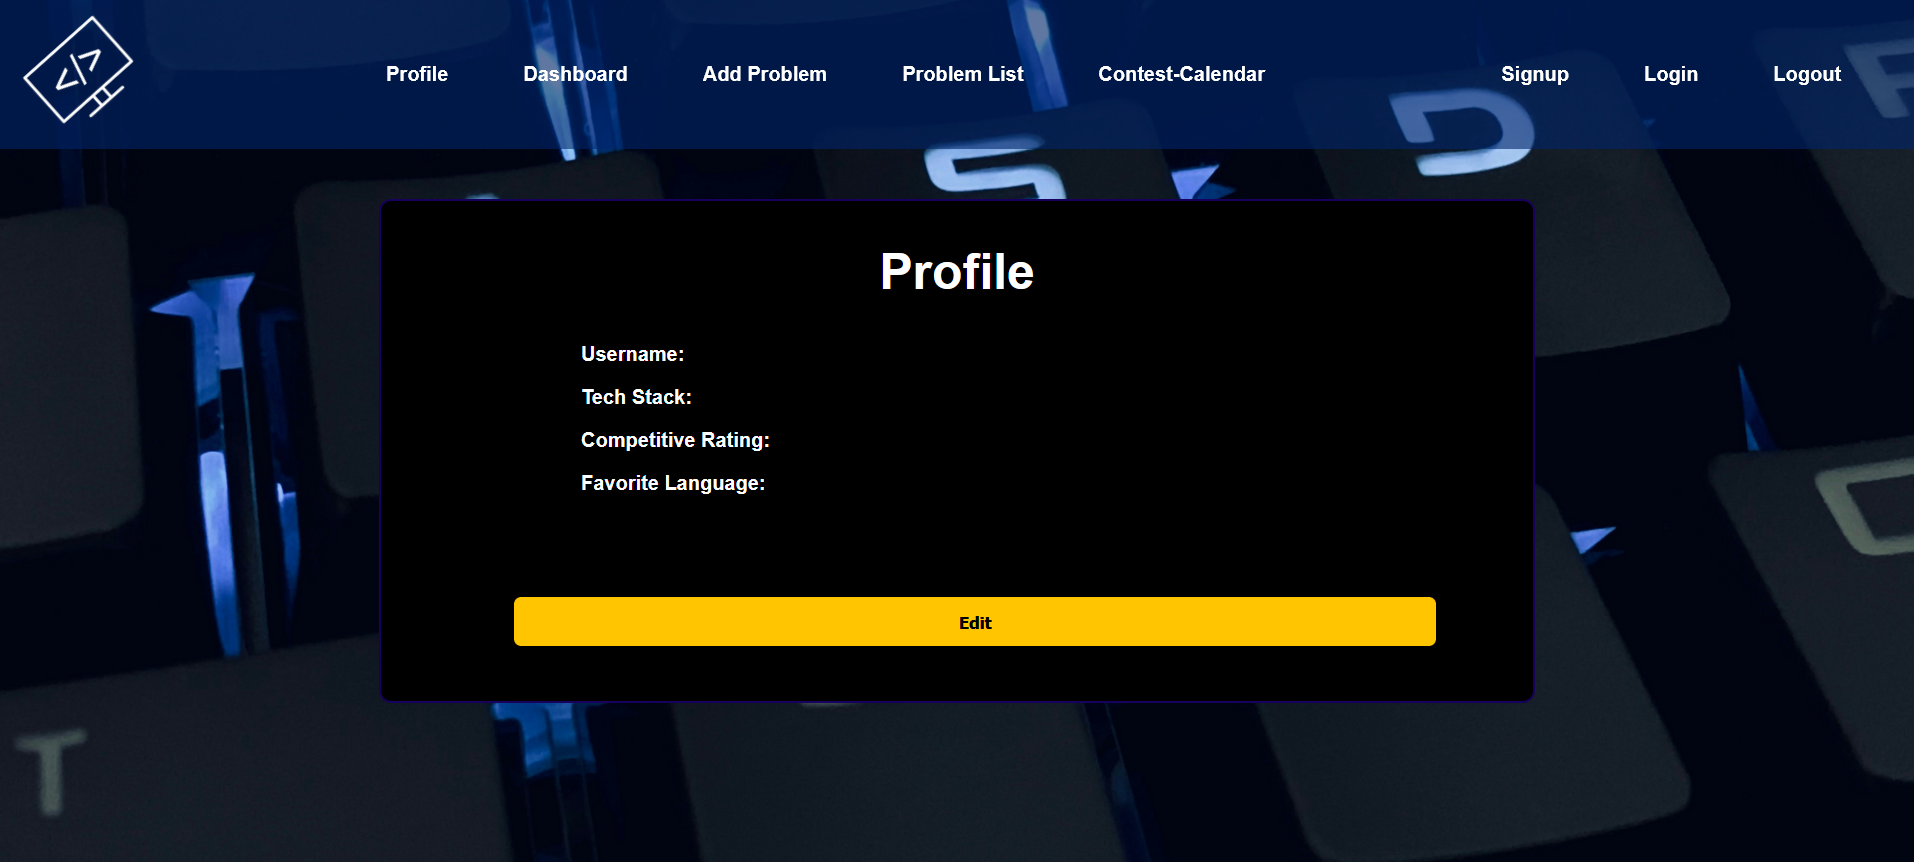 </>
Profile Dashboard Add Problem Problem List Contest-Calendar Signup Login Logout
S D F
Profile
Username:
Tech Stack:
Competitive Rating:
Favorite Language:
Edit
T